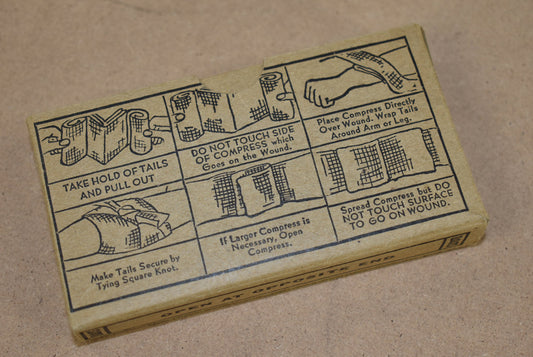 TAKE HOLD OF TAILS
AND PULL OUT
DO NOT TOUCH SIDE
OF COMPRESS which
Goes on the Wound.
Place Compress Directly
Over Wound. Wrap Tails
Around Arm or Leg.
Make Tails Secure by
Tying Square Knot.
If Larger Compress is
Necessary, Open
Compress.
Spread Compress but DO
NOT TOUCH SURFACE
TO GO ON WOUND.
OPEN AT OPPOSITE END